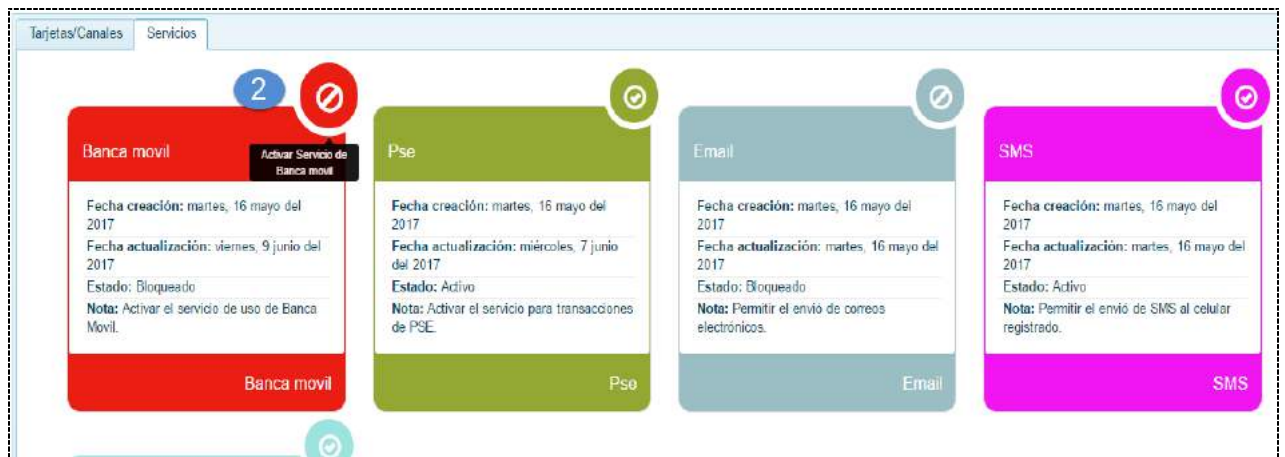 Tarjetas/Canales
Servicios
2
Banca movil
Activar Servicio de
Banca movil
Fecha creación: martes, 16 mayo del
2017
Fecha actualización: viernes, 9 junio del
2017
Estado: Bloqueado
Nota: Activar el servicio de uso de Banca
Movil.
Banca movil
Pse
Fecha creación: martes, 16 mayo del
2017
Fecha actualización: miércoles, 7 junio
del 2017
Estado: Activo
Nota: Activar el servicio para transacciones
de PSE.
Pse
Email
Fecha creación: martes, 16 mayo del
2017
Fecha actualización: martes, 16 mayo del
2017
Estado: Bloqueado
Nota: Permitir el envió de correos
electrónicos.
Email
SMS
Fecha creación: martes, 16 mayo del
2017
Fecha actualización: martes, 16 mayo del
2017
Estado: Activo
Nota: Permitir el envió de SMS al celular
registrado.
SMS